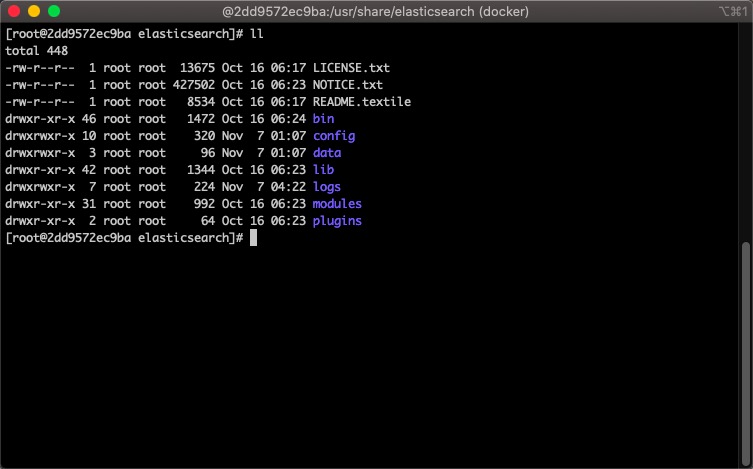 @2dd9572ec9ba:/usr/share/elasticsearch (docker)
⌥⌘1
[root@2dd9572ec9ba elasticsearch]# ll
total 448
-rw-r--r--  1 root root  13675 Oct 16 06:17 LICENSE.txt
-rw-r--r--  1 root root 427502 Oct 16 06:23 NOTICE.txt
-rw-r--r--  1 root root   8534 Oct 16 06:17 README.textile
drwxr-xr-x 46 root root   1472 Oct 16 06:24 bin
drwxrwxr-x 10 root root    320 Nov  7 01:07 config
drwxrwxr-x  3 root root     96 Nov  7 01:07 data
drwxr-xr-x 42 root root   1344 Oct 16 06:23 lib
drwxrwxr-x  7 root root    224 Nov  7 04:22 logs
drwxr-xr-x 31 root root    992 Oct 16 06:23 modules
drwxr-xr-x  2 root root     64 Oct 16 06:23 plugins
[root@2dd9572ec9ba elasticsearch]#